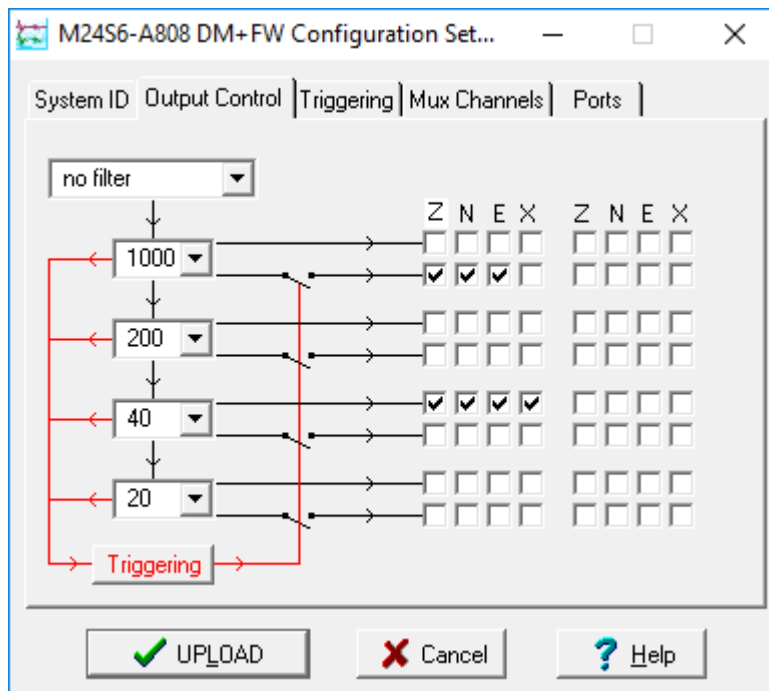 M24S6-A808 DM+FW Configuration Set...
System ID Output Control Triggering Mux Channels Ports
no filter
Z N E X Z N E X
1000
200
40
20
Triggering
UPLOAD Cancel Help